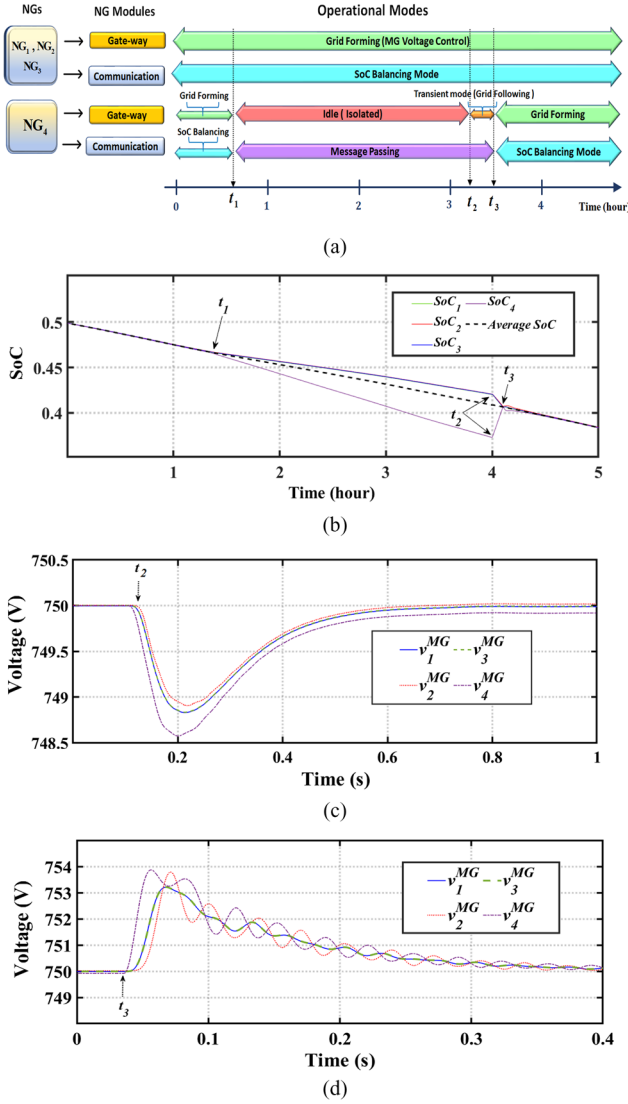 NGs NG Modules Operational Modes
NG1 , NG2
NG3
Gate-way Grid Forming (MG Voltage Control)
Communication SoC Balancing Mode
Grid Forming Transient mode (Grid Following )
NG4
Gate-way Idle ( Isolated) Grid Forming
SoC Balancing
Communication Message Passing SoC Balancing Mode
0 t1 1 2 3 t2 t3 4 Time (hour)
(a)
SoC
0.5
0.45
0.4
t1
t2
t3
SoC1 SoC4
SoC2 Average SoC
SoC3
1 2 3 4 5
Time (hour)
(b)
Voltage (V)
750.5
750
749.5
749
748.5
t2
v1MG v3MG
v2MG v4MG
0.2 0.4 0.6 0.8 1
Time (s)
(c)
Voltage (V)
754
753
752
751
750
749
t3
v1MG v3MG
v2MG v4MG
0 0.1 0.2 0.3 0.4
Time (s)
(d)